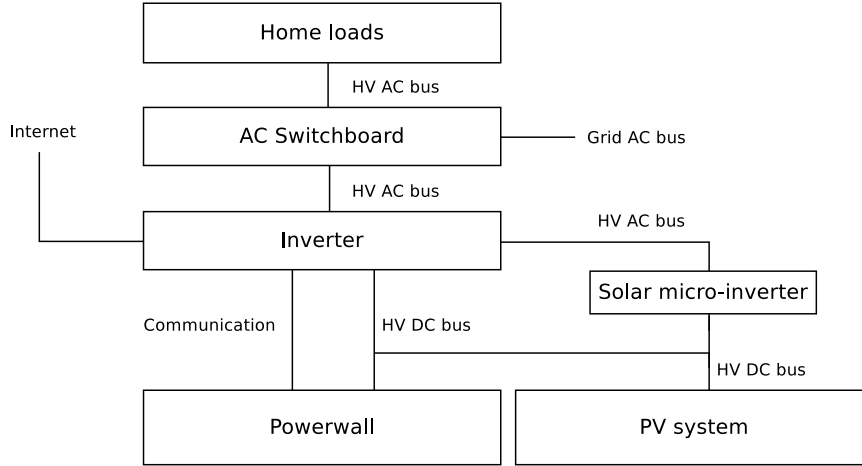 Home loads
HV AC bus
Internet
AC Switchboard
Grid AC bus
HV AC bus
HV AC bus
Inverter
Solar micro-inverter
Communication
HV DC bus
HV DC bus
Powerwall
PV system